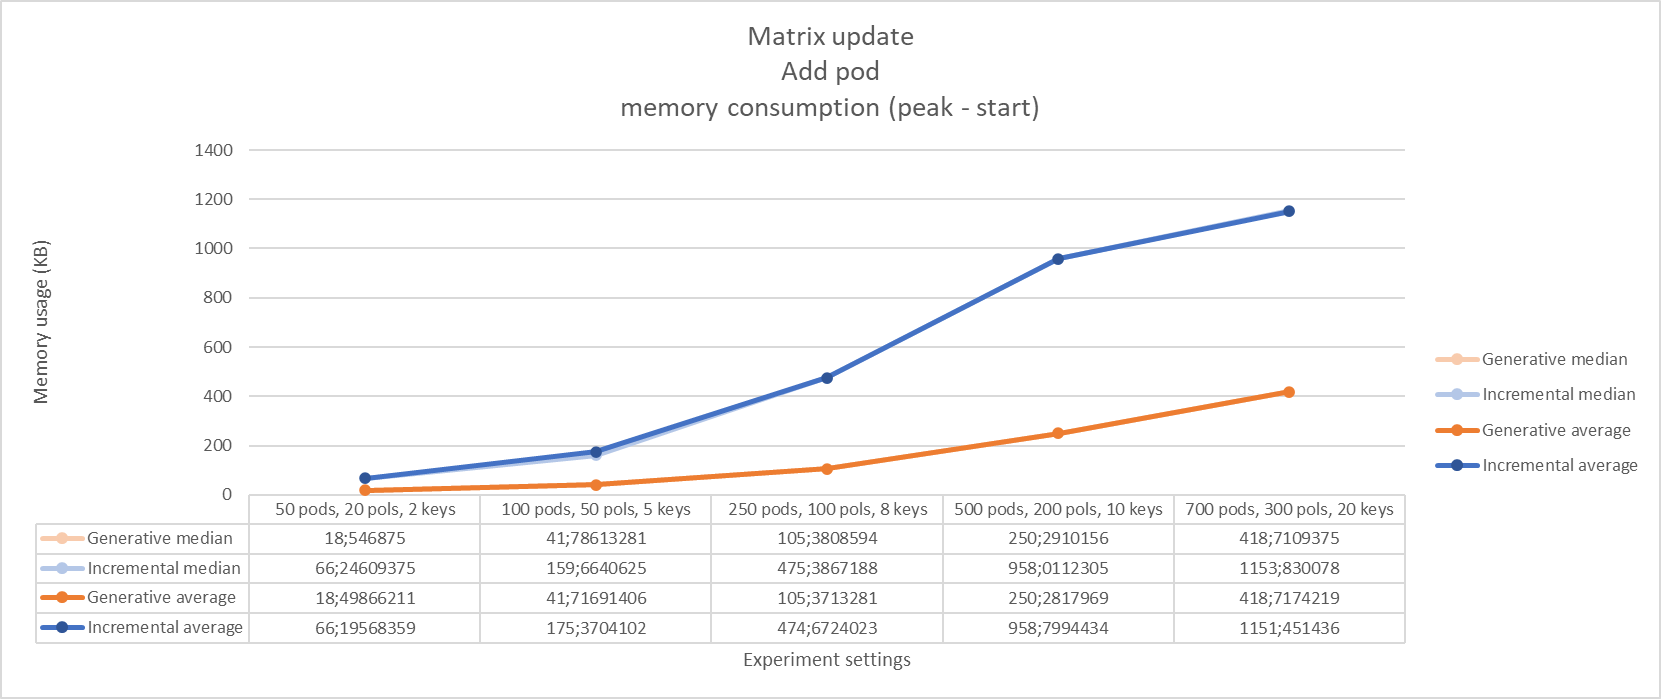 Matrix update
Add pod
memory consumption (peak - start)
1400
1200
1000
800
600
400
200
0
Memory usage (KB)
50 pods, 20 pols, 2 keys 100 pods, 50 pols, 5 keys 250 pods, 100 pols, 8 keys 500 pods, 200 pols, 10 keys 700 pods, 300 pols, 20 keys
Generative median 18;546875 41;78613281 105;3808594 250;2910156 418;7109375
Incremental median 66;24609375 159;6640625 475;3867188 958;0112305 1153;830078
Generative average 18;49866211 41;71691406 105;3713281 250;2817969 418;7174219
Incremental average 66;19568359 175;3704102 474;6724023 958;7994434 1151;451436
Experiment settings
Generative median
Incremental median
Generative average
Incremental average